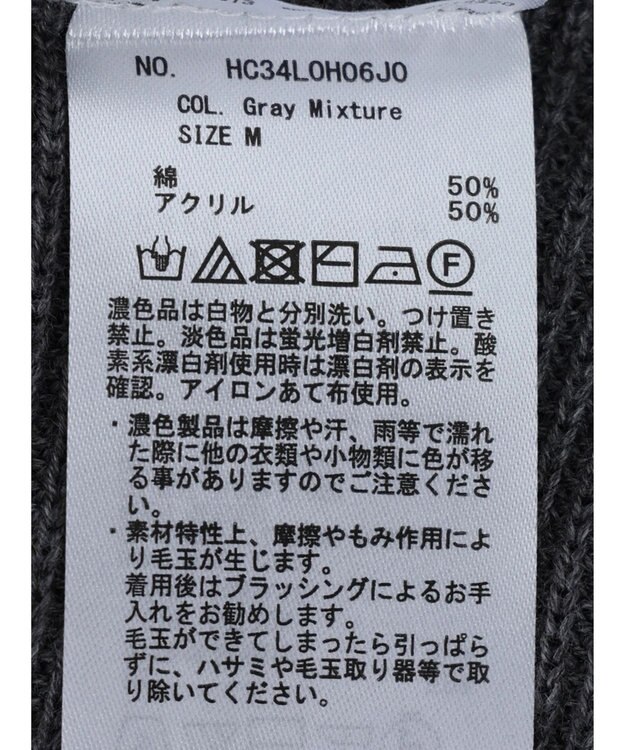 NO. HC34L0H06J0
COL. Gray Mixture
SIZE M
綿 50%
アクリル 50%
F
濃色品は白物と分別洗い。つけ置き
禁止。淡色品は蛍光増白剤禁止。酸
素系漂白剤使用時は漂白剤の表示を
確認。アイロンあて布使用。
・濃色製品は摩擦や汗、雨等で濡れ
た際に他の衣類や小物類に色が移
る事がありますのでご注意くださ
い。
・素材特性上、摩擦やもみ作用によ
り毛玉が生じます。
着用後はブラッシングによるお手
入れをお勧めします。
毛玉ができてしまったら引っぱら
ずに、ハサミや毛玉取り器等で取
り除いてください。